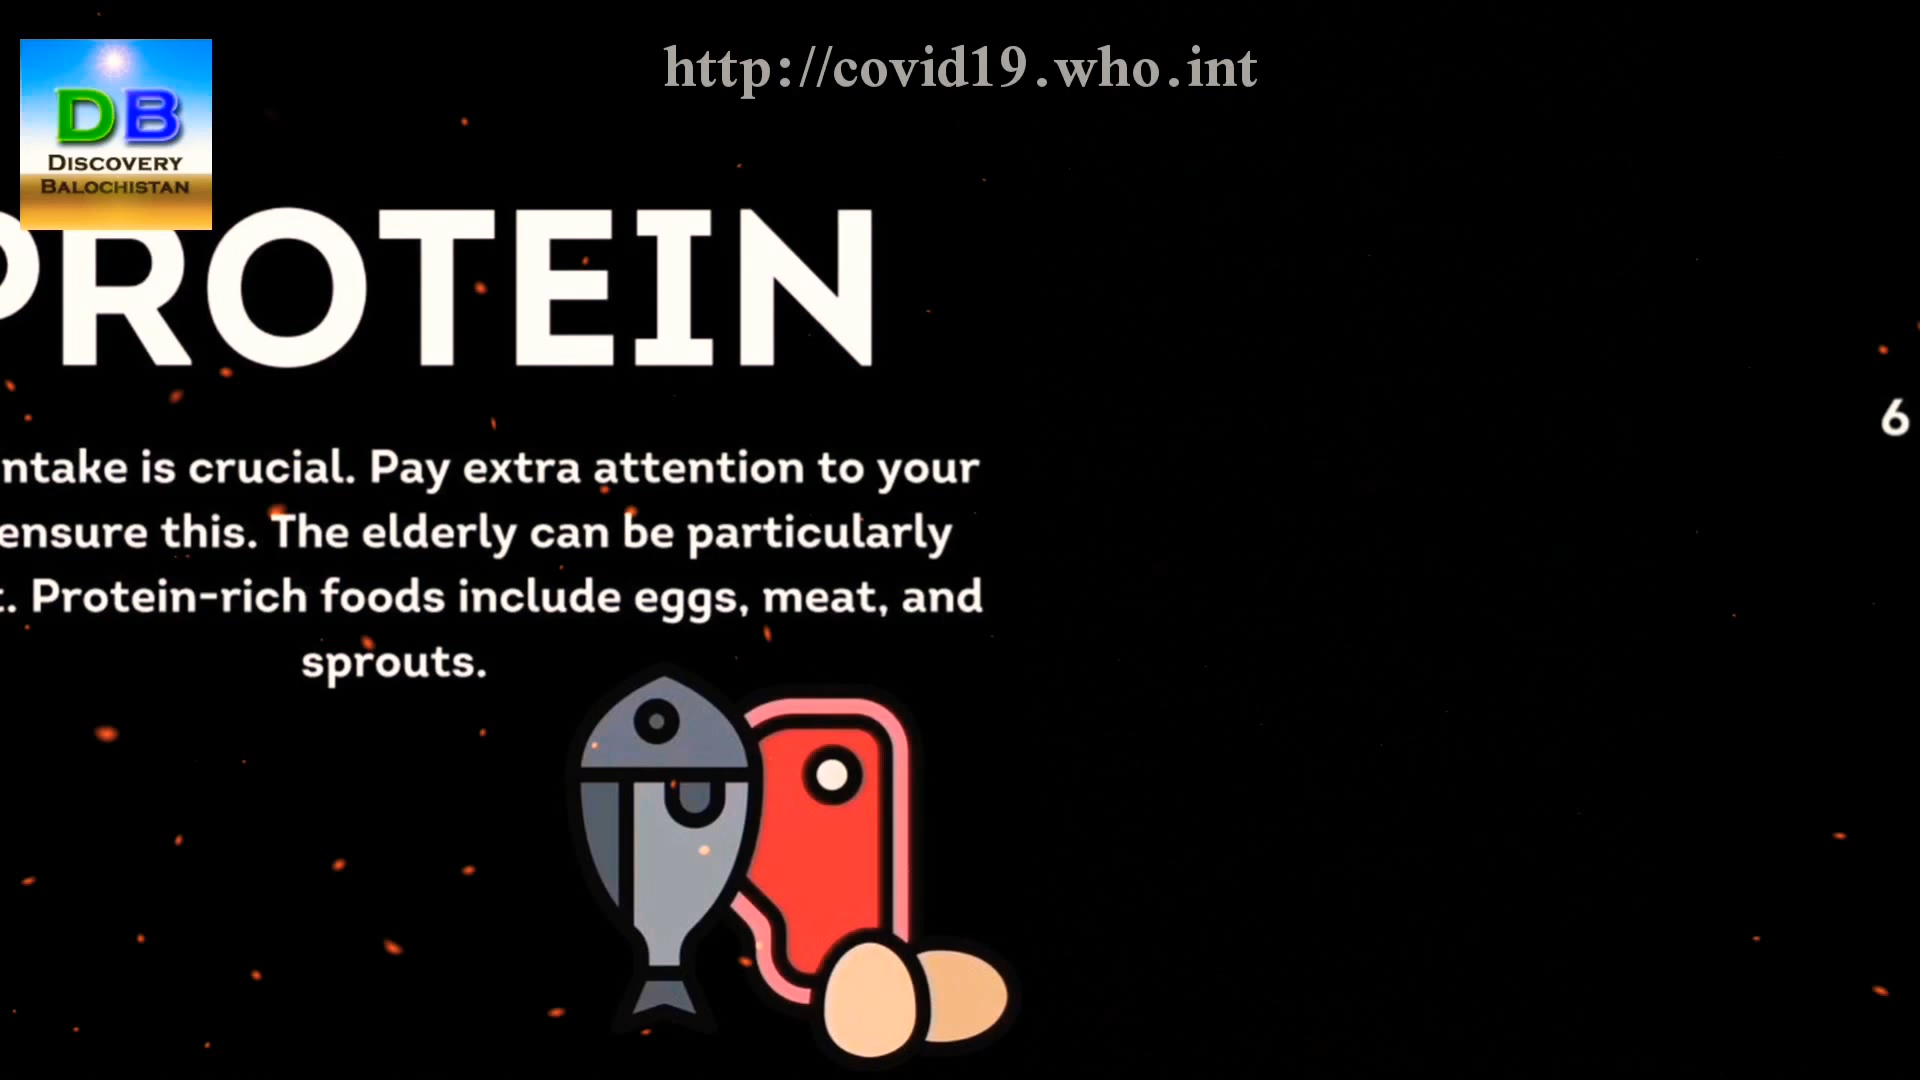 http://covid19.who.int
DB
DISCOVERY
BALOCHISTAN
PROTEIN
6
ntake is crucial. Pay extra attention to your
ensure this. The elderly can be particularly
. Protein-rich foods include eggs, meat, and
sprouts.